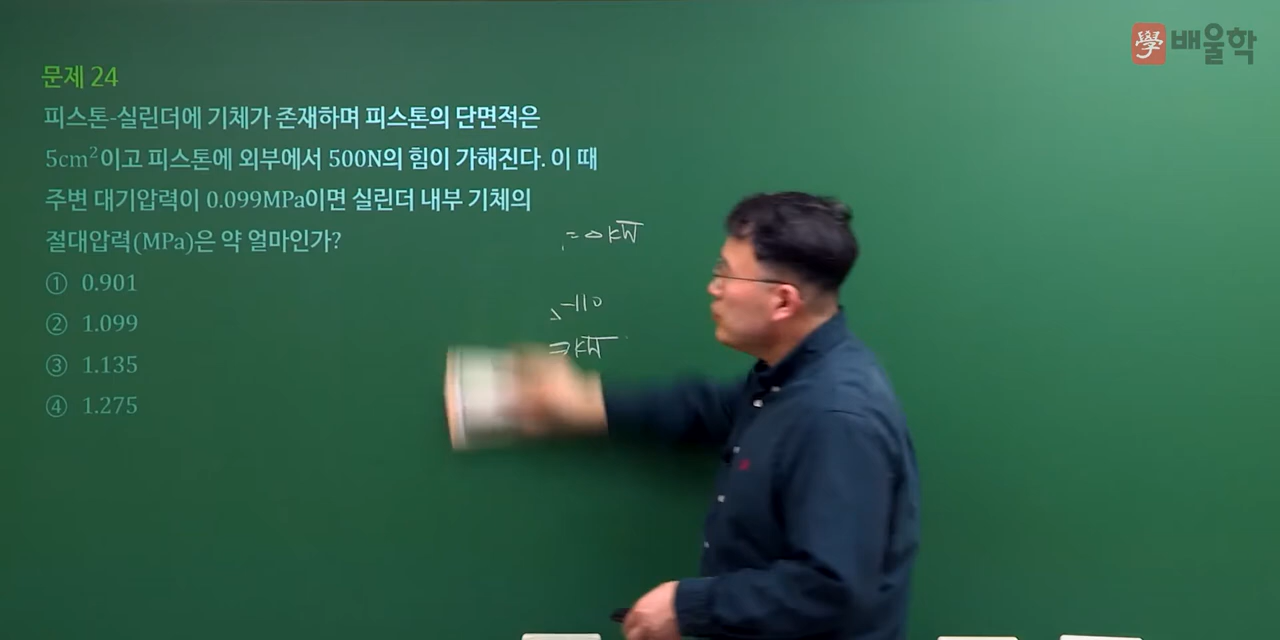 學 배울학
문제 24
피스톤-실린더에 기체가 존재하며 피스톤의 단면적은
5cm²이고 피스톤에 외부에서 500N의 힘이 가해진다. 이 때
주변 대기압력이 0.099MPa이면 실린더 내부 기체의
절대압력(MPa)은 약 얼마인가?
① 0.901
② 1.099
③ 1.135
④ 1.275
kW
-110
kW